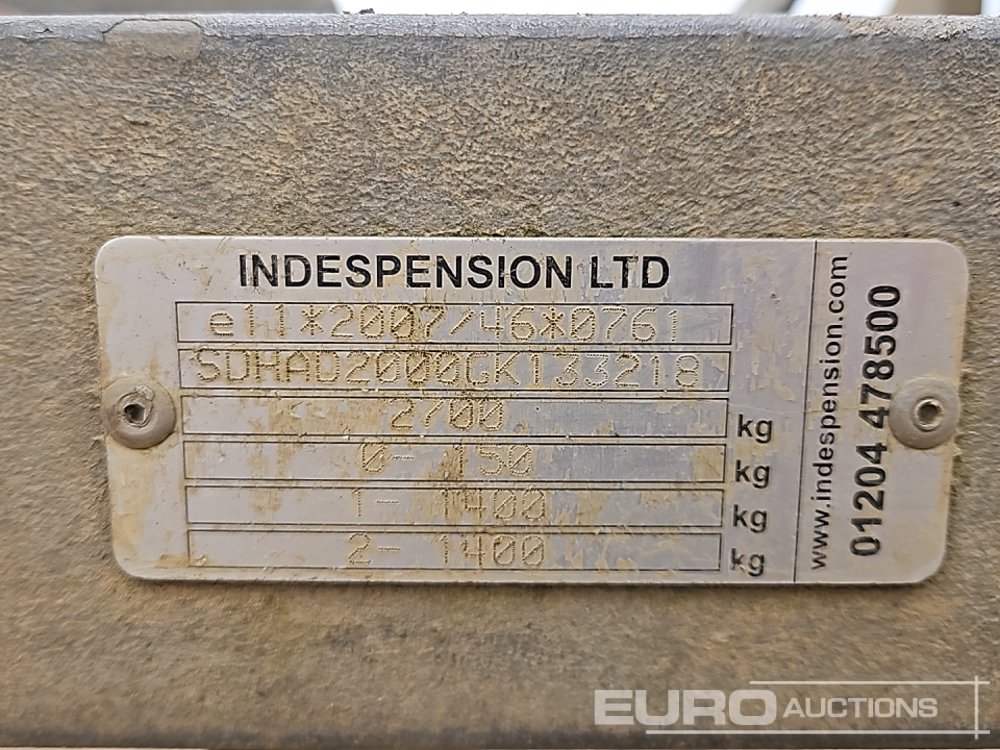 INDESPENSION LTD
e11*2007/46*0761
SDHAD2000GK133218
2700 kg
0- 150 kg
1- 1400 kg
2- 1400 kg
www.indespension.com
01204 478500
EURO AUCTIONS